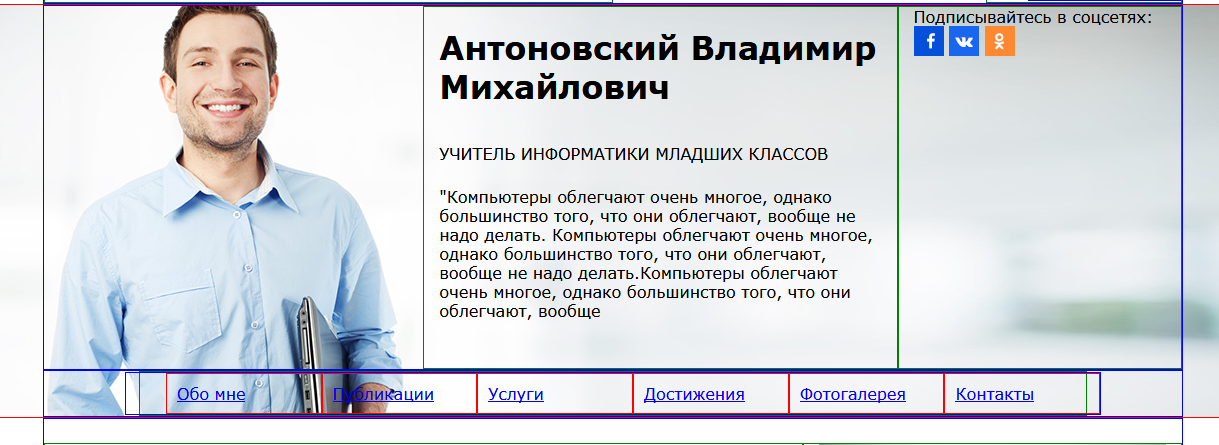 Подписывайтесь в соцсетях:
Антоновский Владимир
Михайлович
УЧИТЕЛЬ ИНФОРМАТИКИ МЛАДШИХ КЛАССОВ
"Компьютеры облегчают очень многое, однако
большинство того, что они облегчают, вообще не
надо делать. Компьютеры облегчают очень многое,
однако большинство того, что они облегчают,
вообще не надо делать.Компьютеры облегчают
очень многое, однако большинство того, что они
облегчают, вообще
Обо мне Публикации Услуги Достижения Фотогалерея Контакты